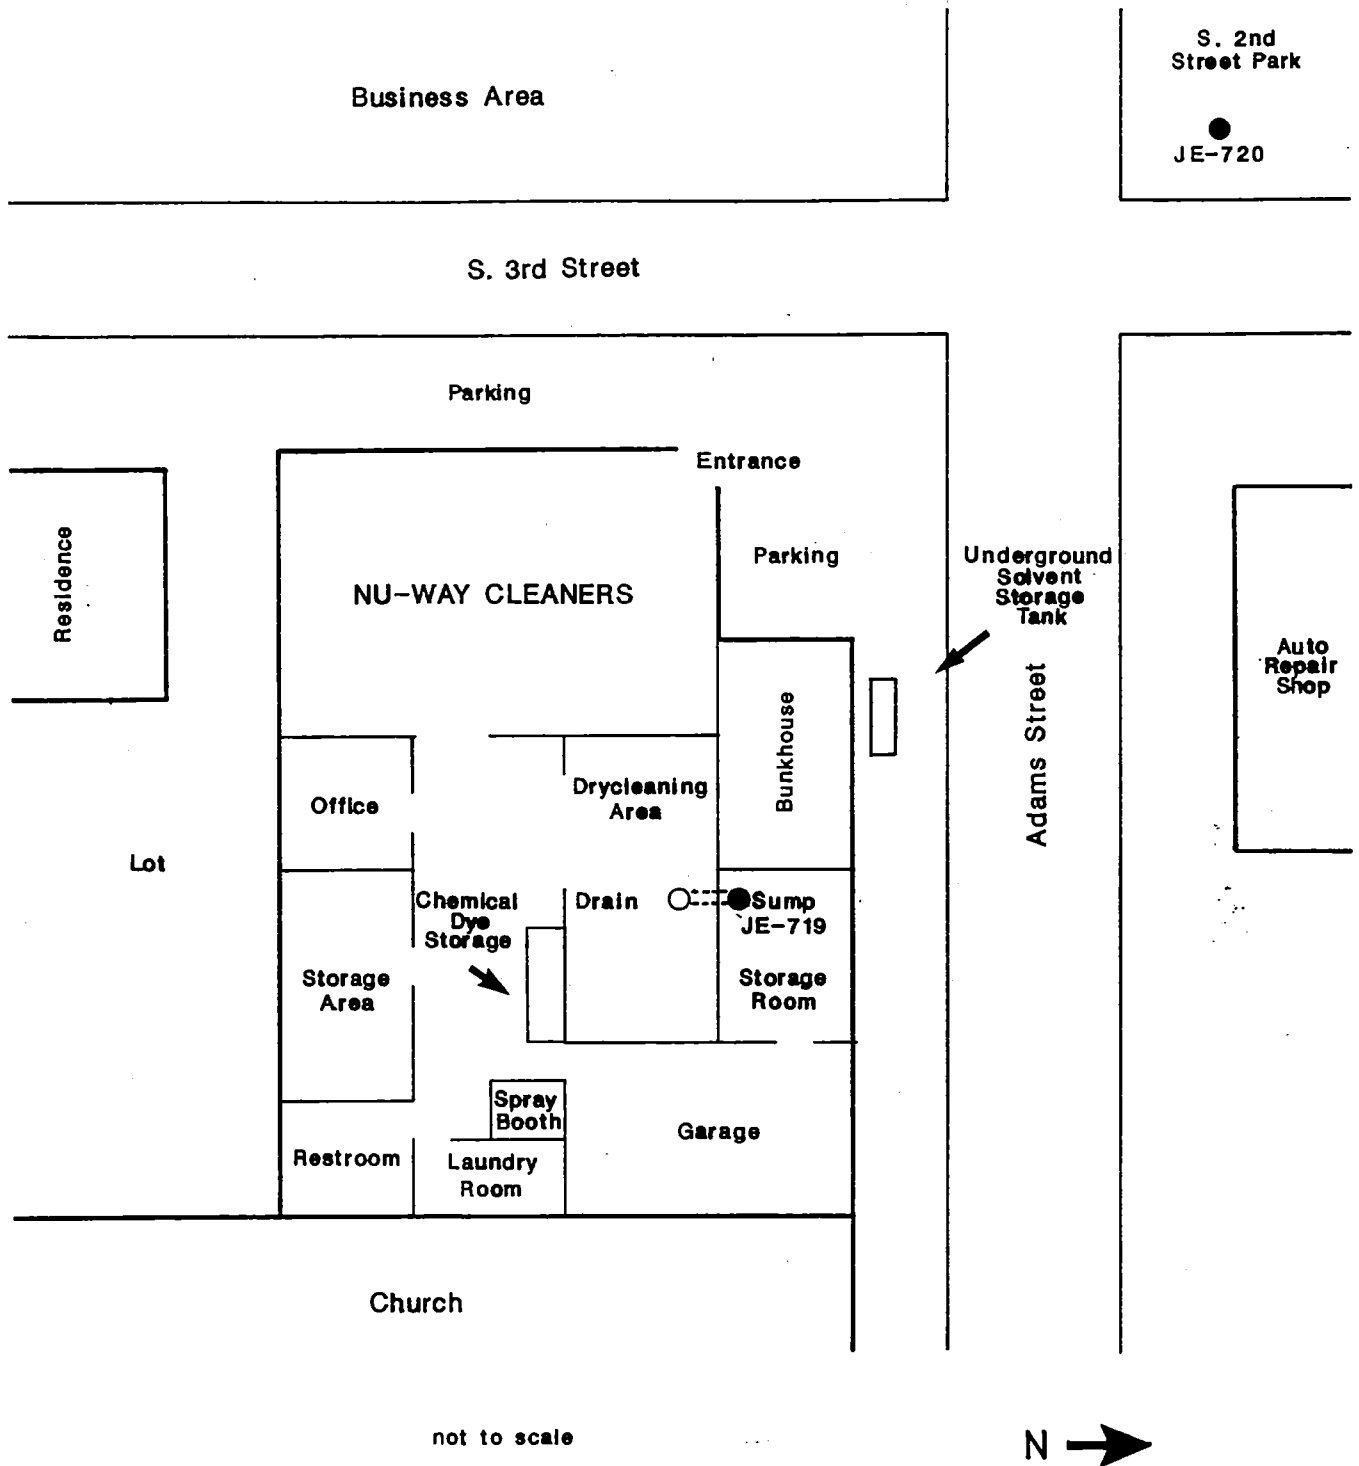 S. 2nd
Street Park
Business Area
JE-720
S. 3rd Street
Parking
Entrance
Residence
NU-WAY CLEANERS
Parking
Underground
Solvent
Storage
Tank
Auto
Repair
Shop
Adams Street
Bunkhouse
Office
Drycleaning
Area
Lot
Chemical
Dye
Storage
Drain
Sump
JE-719
Storage
Area
Storage
Room
Spray
Booth
Garage
Restroom
Laundry
Room
Church
not to scale
N